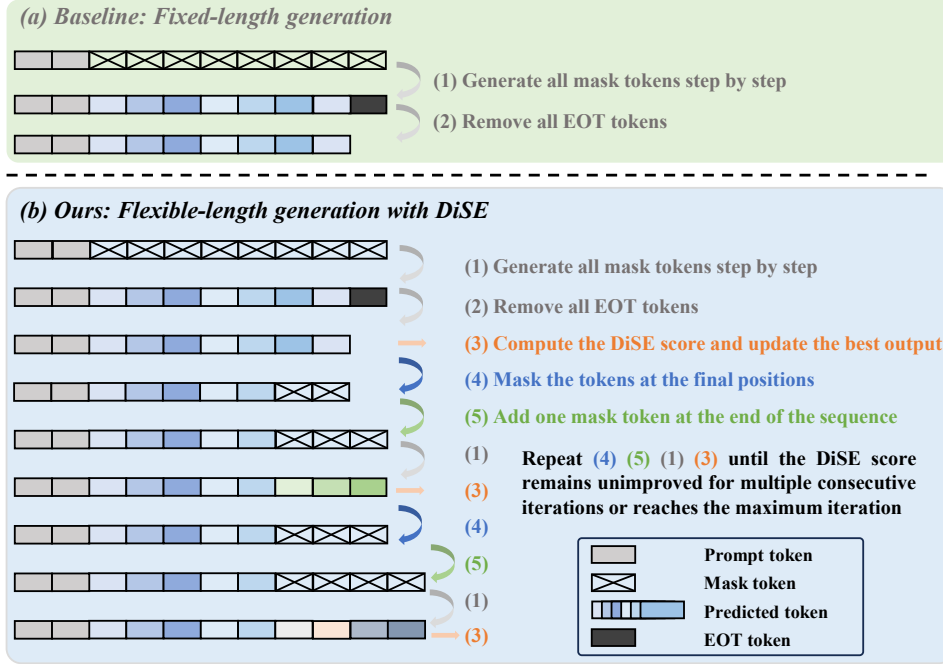 (a) Baseline: Fixed-length generation
(1) Generate all mask tokens step by step
(2) Remove all EOT tokens
(b) Ours: Flexible-length generation with DiSE
(1) Generate all mask tokens step by step
(2) Remove all EOT tokens
(3) Compute the DiSE score and update the best output
(4) Mask the tokens at the final positions
(5) Add one mask token at the end of the sequence
(1)
(3)
(4)
(5)
(1)
(3)
Repeat (4) (5) (1) (3) until the DiSE score
remains unimproved for multiple consecutive
iterations or reaches the maximum iteration
Prompt token
Mask token
Predicted token
EOT token